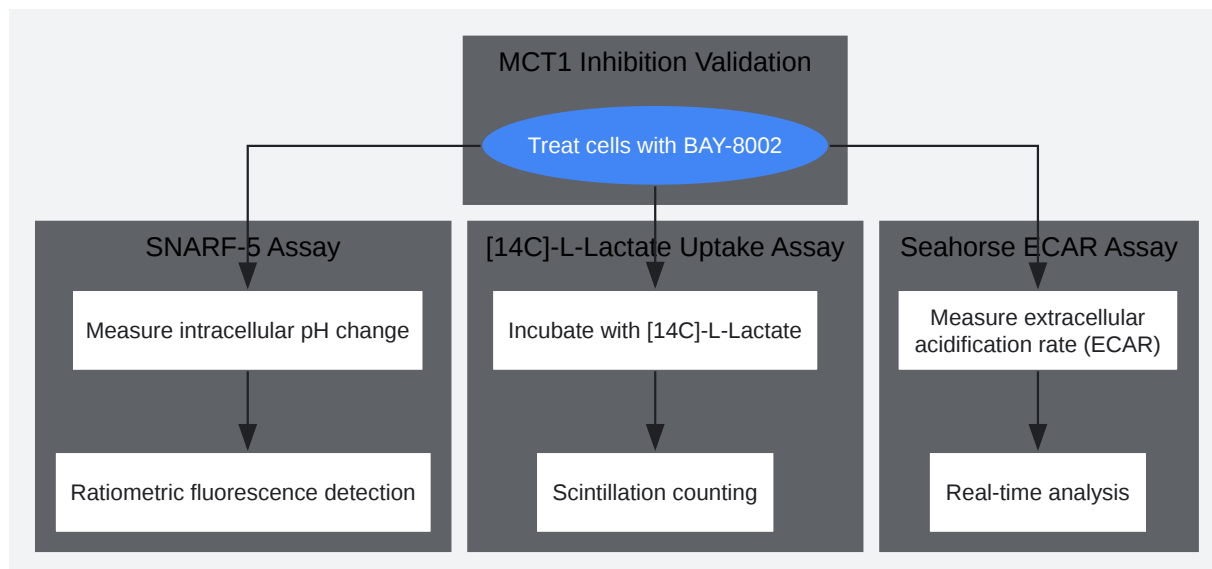 MCT1 Inhibition Validation
Treat cells with BAY-8002
SNARF-5 Assay
Measure intracellular pH change
Ratiometric fluorescence detection
[14C]-L-Lactate Uptake Assay
Incubate with [14C]-L-Lactate
Scintillation counting
Seahorse ECAR Assay
Measure extracellular
acidification rate (ECAR)
Real-time analysis